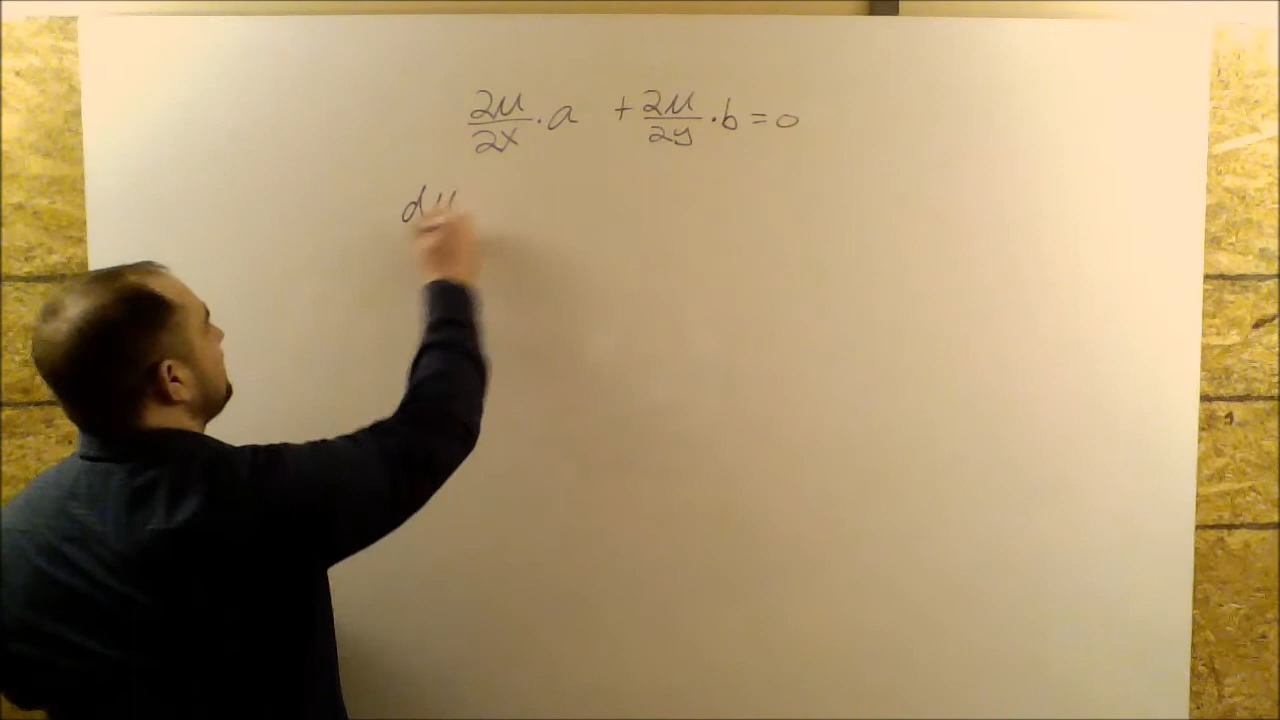 ∂u/∂x · a + ∂u/∂y · b = 0
du